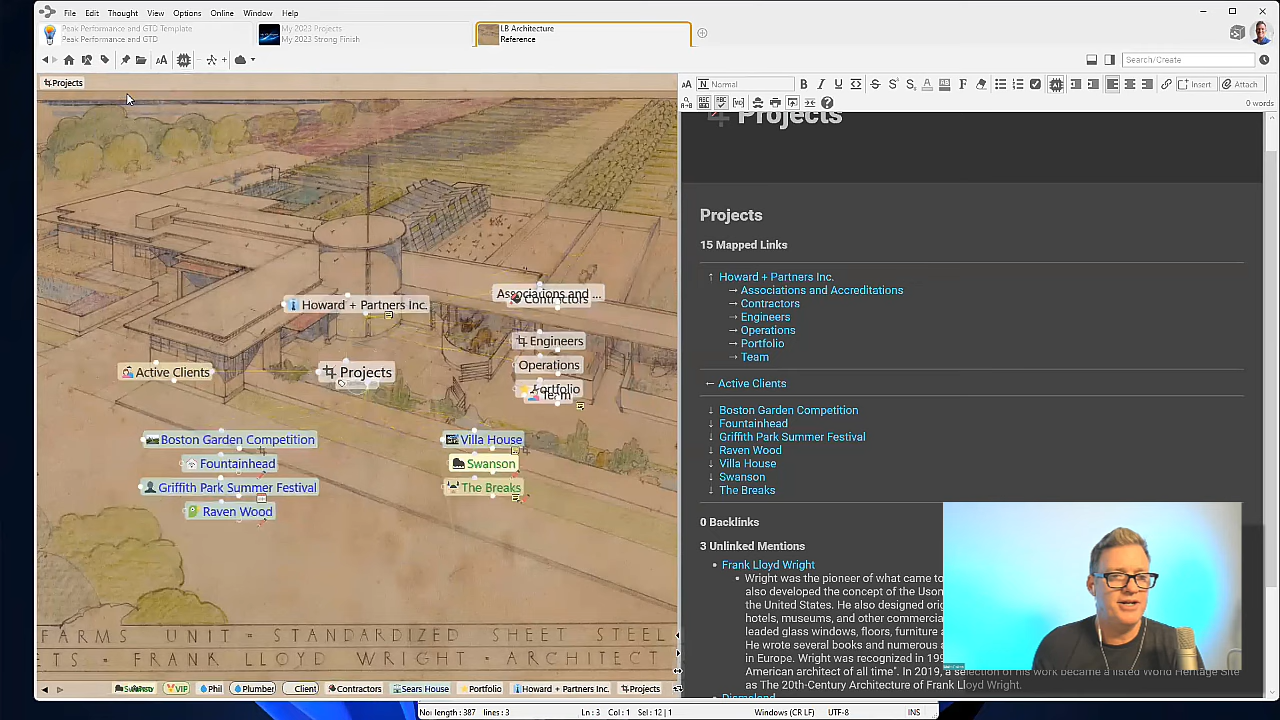 File Edit Thought View Options Online Window Help
Peak Performance and GTD Template
Peak Performance and GTD
My 2023 Projects
My 2023 Strong Finish
LB Architecture
Reference
Search/Create
Projects
Normal
Insert
Attach
0 words
Projects
Howard + Partners Inc.
Associations and ...
Contractors
Engineers
Operations
Portfolio
Team
Active Clients
Projects
Boston Garden Competition
Fountainhead
Griffith Park Summer Festival
Raven Wood
Villa House
Swanson
The Breaks
FARMS UNIT - STANDARDIZED SHEET STEEL
ETS - FRANK LLOYD WRIGHT - ARCHITECT
VIP Phil Plumber Client Contractors Sears House Portfolio Howard + Partners Inc. Projects
Projects
15 Mapped Links
↑ Howard + Partners Inc.
→ Associations and Accreditations
→ Contractors
→ Engineers
→ Operations
→ Portfolio
→ Team
← Active Clients
↓ Boston Garden Competition
↓ Fountainhead
↓ Griffith Park Summer Festival
↓ Raven Wood
↓ Villa House
↓ Swanson
↓ The Breaks
0 Backlinks
3 Unlinked Mentions
• Frank Lloyd Wright
• Wright was the pioneer of what came to
also developed the concept of the Uson
the United States. He also designed orig
hotels, museums, and other commercia
leaded glass windows, floors, furniture a
He wrote several books and numerous a
in Europe. Wright was recognized in 199
American architect of all time". In 2019, a selection of his work became a listed World Heritage Site
as The 20th-Century Architecture of Frank Lloyd Wright.
length: 387 lines: 3
Ln: 3 Col: 1 Sel: 12 | 1
Windows (CR LF)
UTF-8
INS